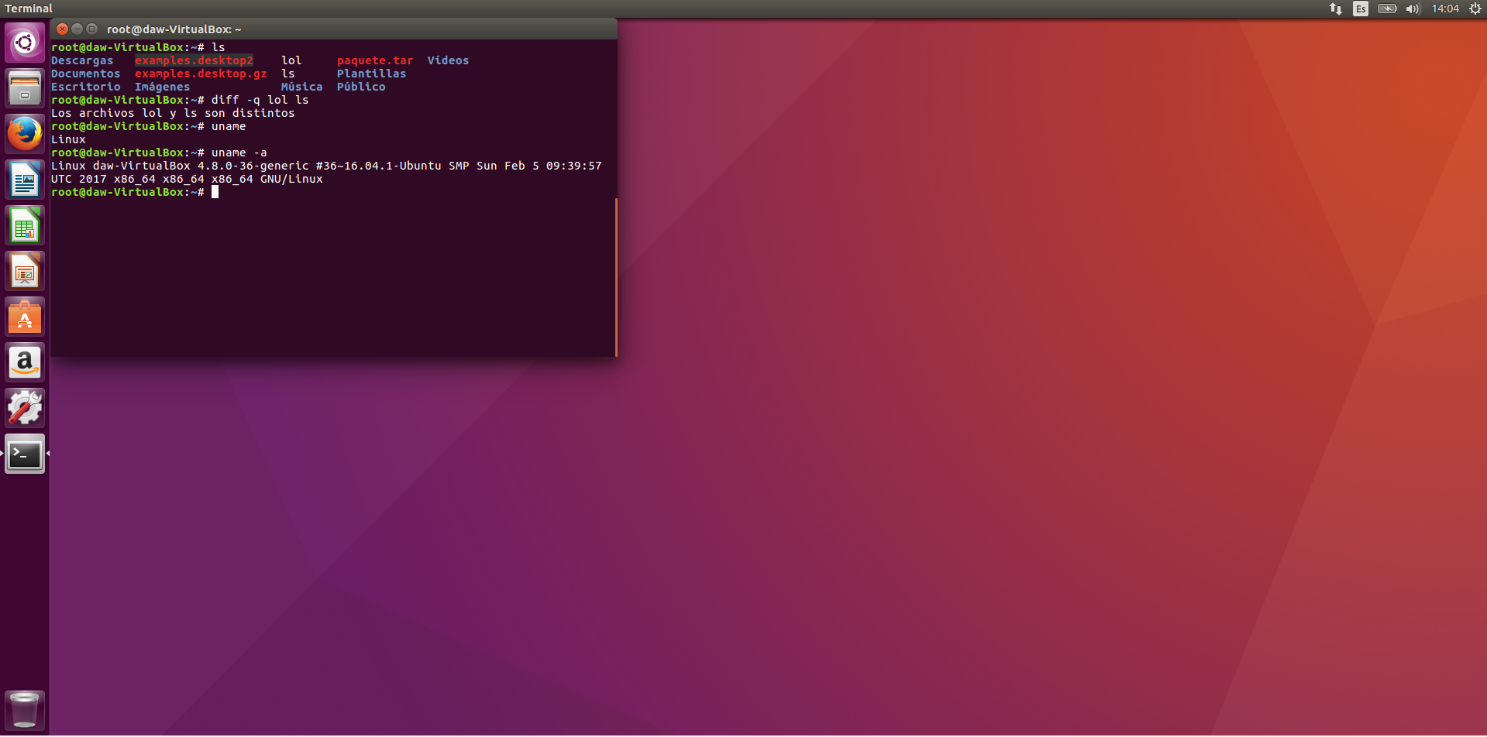 Terminal
Es
14:04
root@daw-VirtualBox: ~
root@daw-VirtualBox:~# ls
Descargas examples.desktop2 lol paquete.tar Vídeos
Documentos examples.desktop.gz ls Plantillas
Escritorio Imágenes Música Público
root@daw-VirtualBox:~# diff -q lol ls
Los archivos lol y ls son distintos
root@daw-VirtualBox:~# uname
Linux
root@daw-VirtualBox:~# uname -a
Linux daw-VirtualBox 4.8.0-36-generic #36~16.04.1-Ubuntu SMP Sun Feb 5 09:39:57
UTC 2017 x86_64 x86_64 x86_64 GNU/Linux
root@daw-VirtualBox:~#